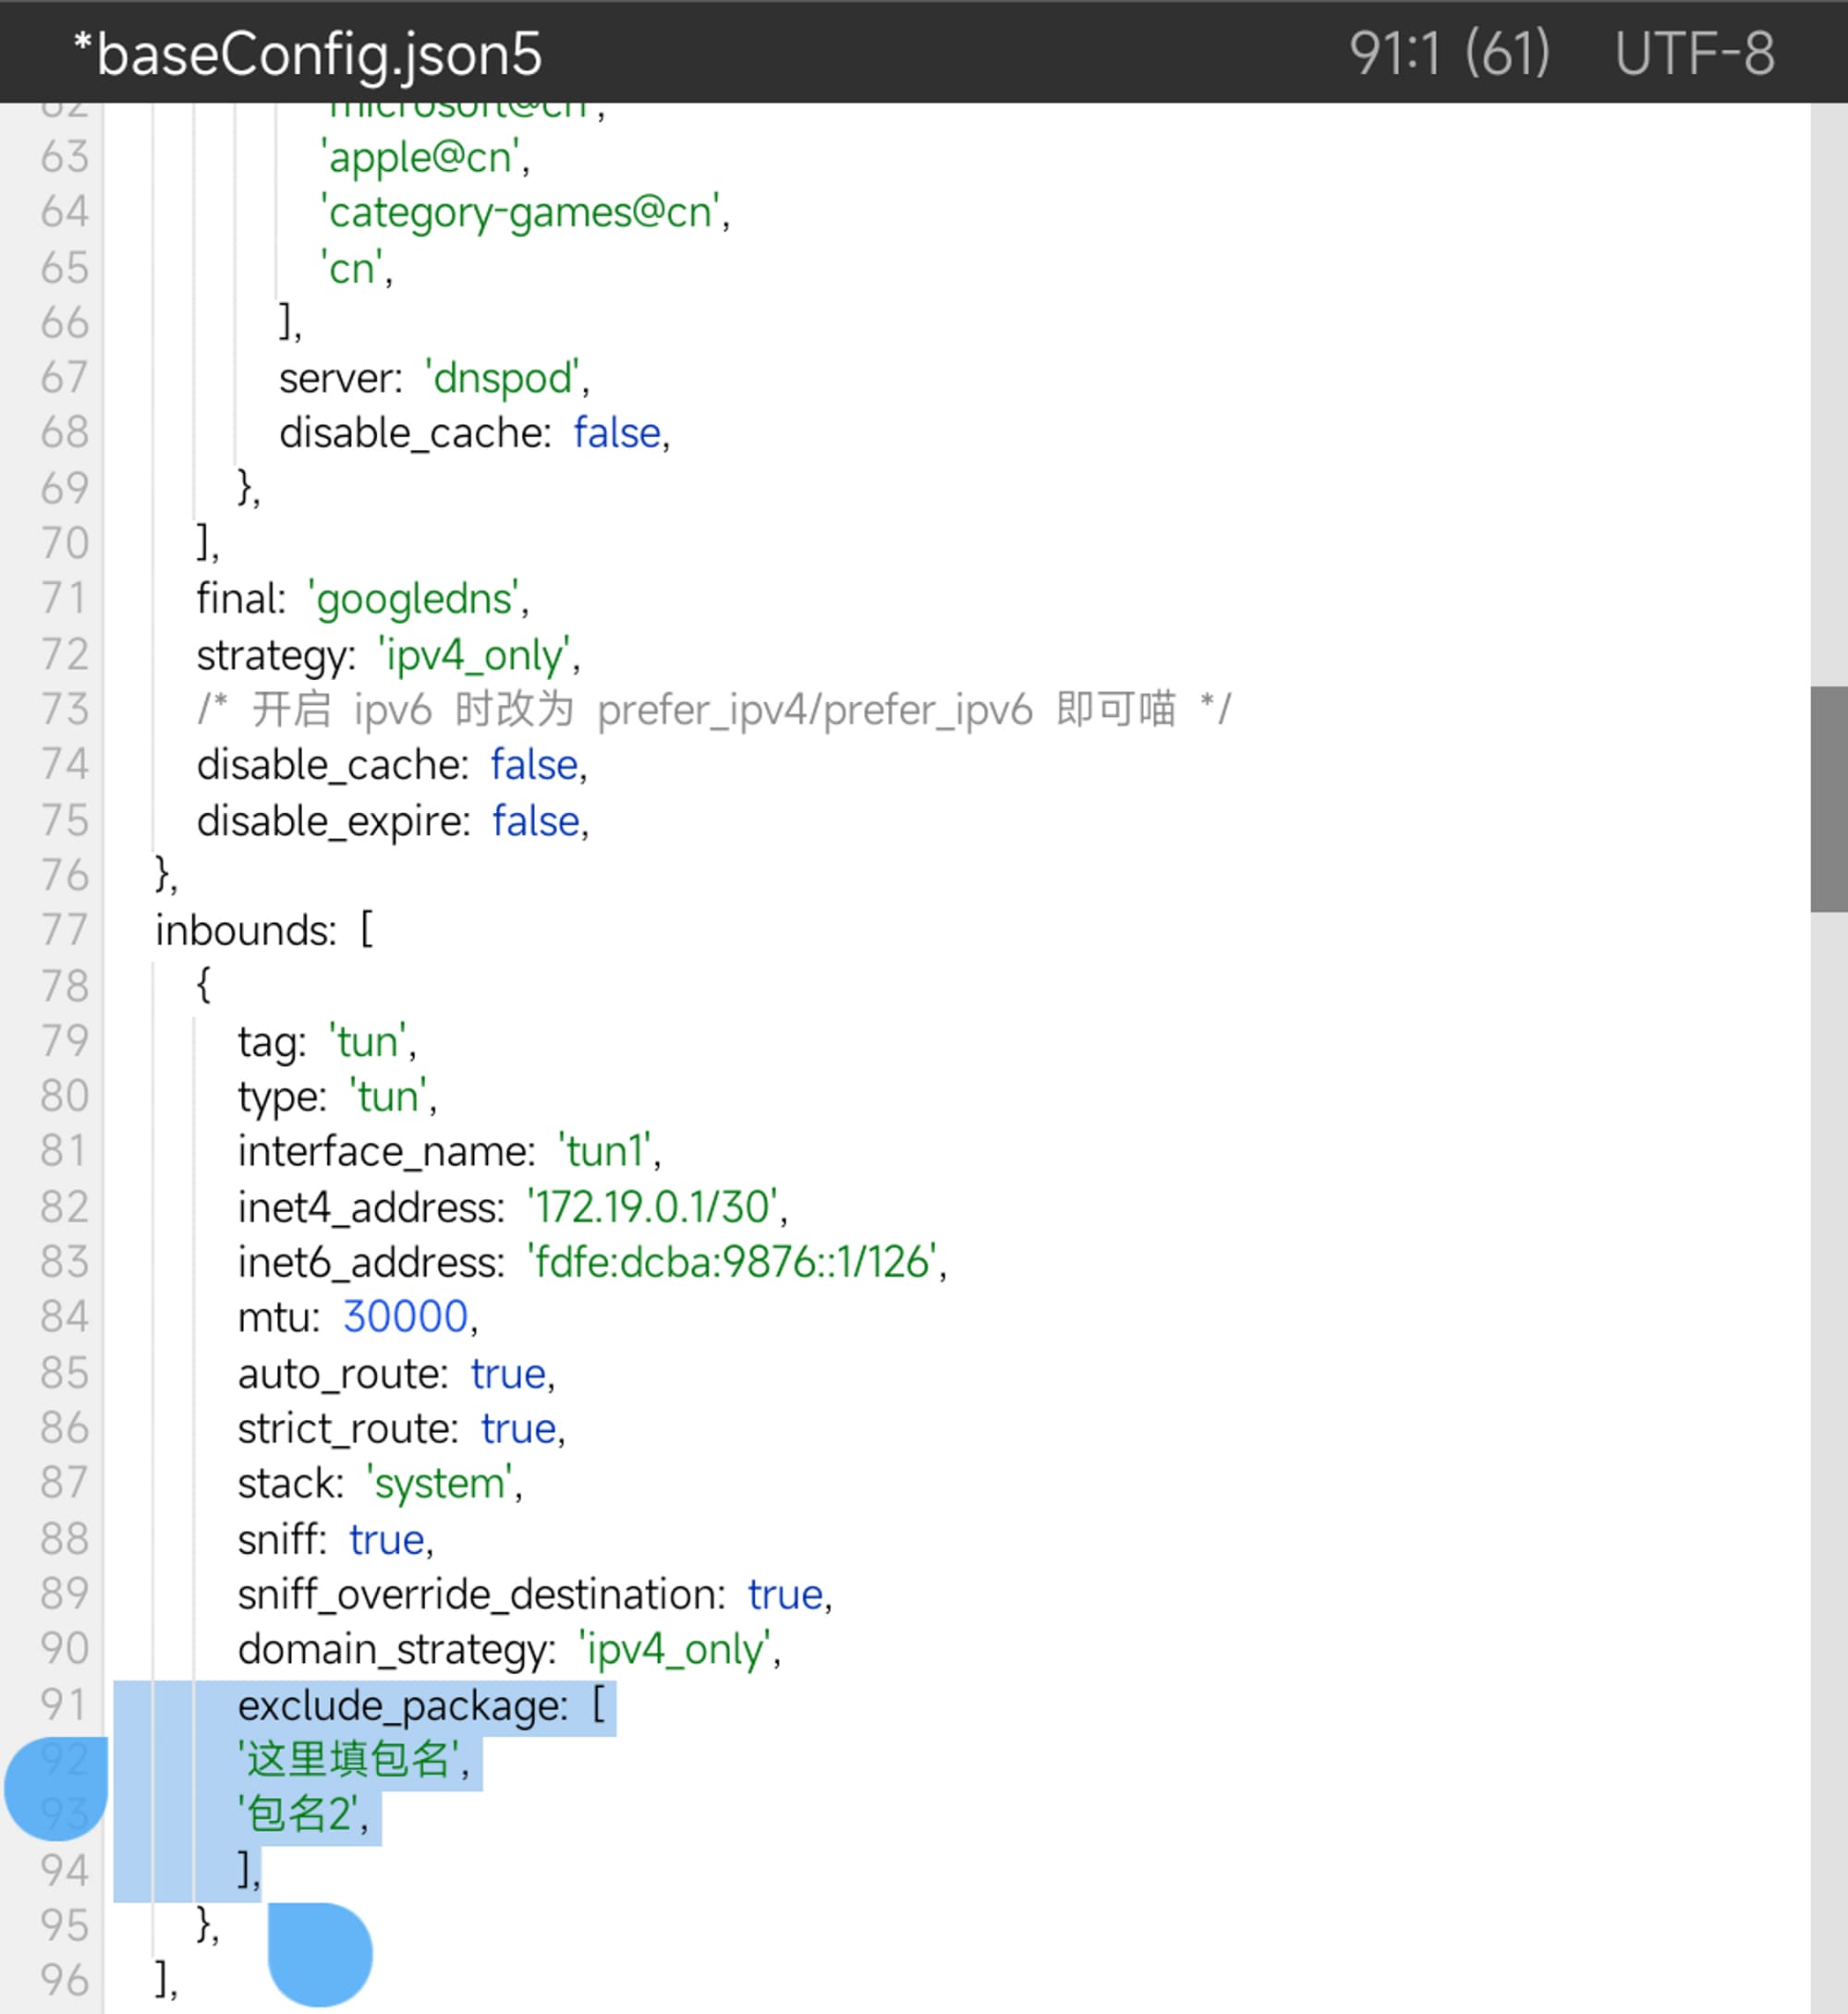 *baseConfig.json5 91:1 (61) UTF-8
62 'microsoft@cn',
63 'apple@cn',
64 'category-games@cn',
65 'cn',
66 ],
67 server: 'dnspod',
68 disable_cache: false,
69 },
70 ],
71 final: 'googledns',
72 strategy: 'ipv4_only',
73 /* 开启 ipv6 时改为 prefer_ipv4/prefer_ipv6 即可喵 */
74 disable_cache: false,
75 disable_expire: false,
76 },
77 inbounds: [
78 {
79 tag: 'tun',
80 type: 'tun',
81 interface_name: 'tun1',
82 inet4_address: '172.19.0.1/30',
83 inet6_address: 'fdfe:dcba:9876::1/126',
84 mtu: 30000,
85 auto_route: true,
86 strict_route: true,
87 stack: 'system',
88 sniff: true,
89 sniff_override_destination: true,
90 domain_strategy: 'ipv4_only',
91 exclude_package: [
92 '这里填包名',
93 '包名2',
94 ],
95 },
96 ],